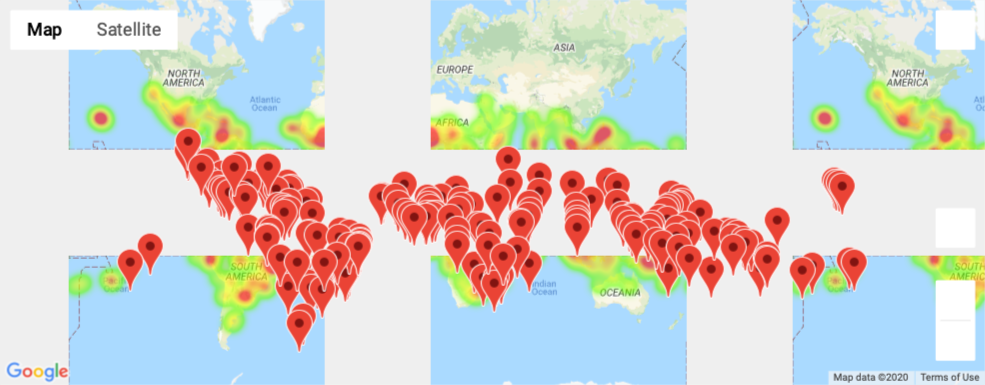 Map Satellite
NORTH
AMERICA
Atlantic
Ocean
EUROPE
ASIA
AFRICA
NORTH
AMERICA
SOUTH
AMERICA
Indian
Ocean
OCEANIA
SOUTH
Google
Map data ©2020 Terms of Use